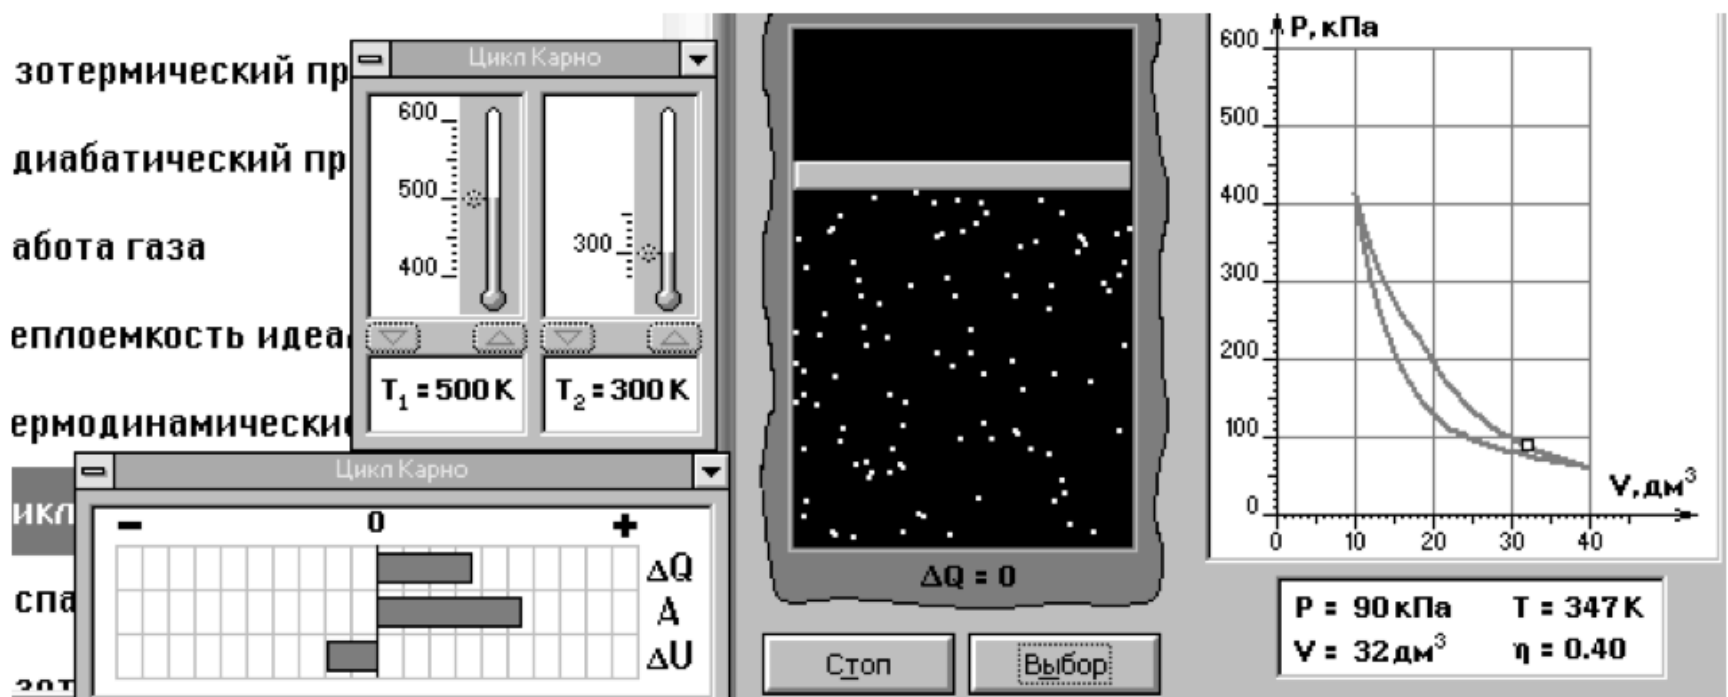 зотермический пр
диабатический пр
абота газа
еплоемкость идеа
ермодинамически
икл
спа
зот
Цикл Карно
600
500
400
300
T₁ = 500 K
T₂ = 300 K
Цикл Карно
− 0 +
ΔQ
A
ΔU
ΔQ = 0
Стоп
Выбор
P, кПа
600
500
400
300
200
100
0
V, дм³
0 10 20 30 40
P = 90 кПа T = 347 K
V = 32 дм³ η = 0.40